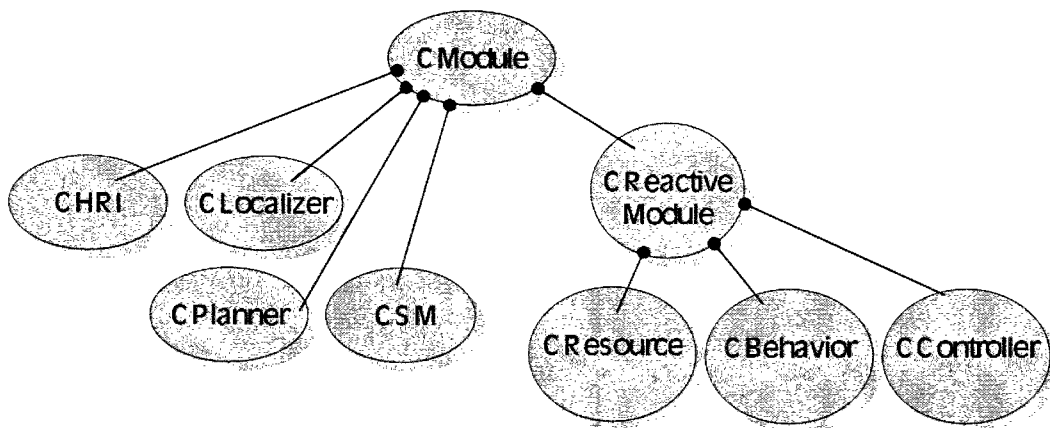 CModule
CHRI
CLocalizer
CReactive
Module
CPlanner
CSM
CResource
CBehavior
CController